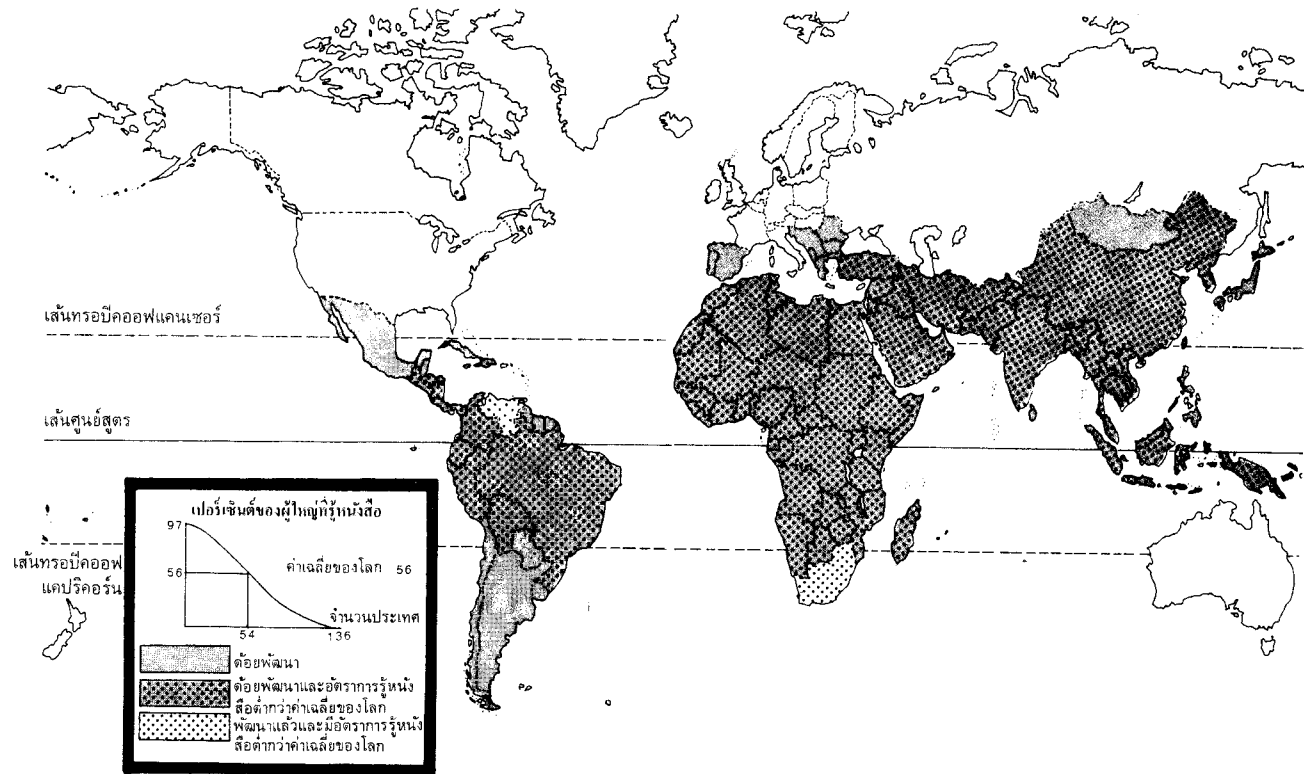 เส้นทรอปิคออฟแคนเซอร์
เส้นศูนย์สูตร
เส้นทรอปิคออฟ
แคปริคอร์น
เปอร์เซ็นต์ของผู้ใหญ่ที่รู้หนังสือ
97
ค่าเฉลี่ยของโลก 56
56
จำนวนประเทศ
54
136
ด้อยพัฒนา
ด้อยพัฒนาและอัตราการรู้หนัง
สือต่ำกว่าค่าเฉลี่ยของโลก
พัฒนาแล้วและมีอัตราการรู้หนัง
สือต่ำกว่าค่าเฉลี่ยของโลก